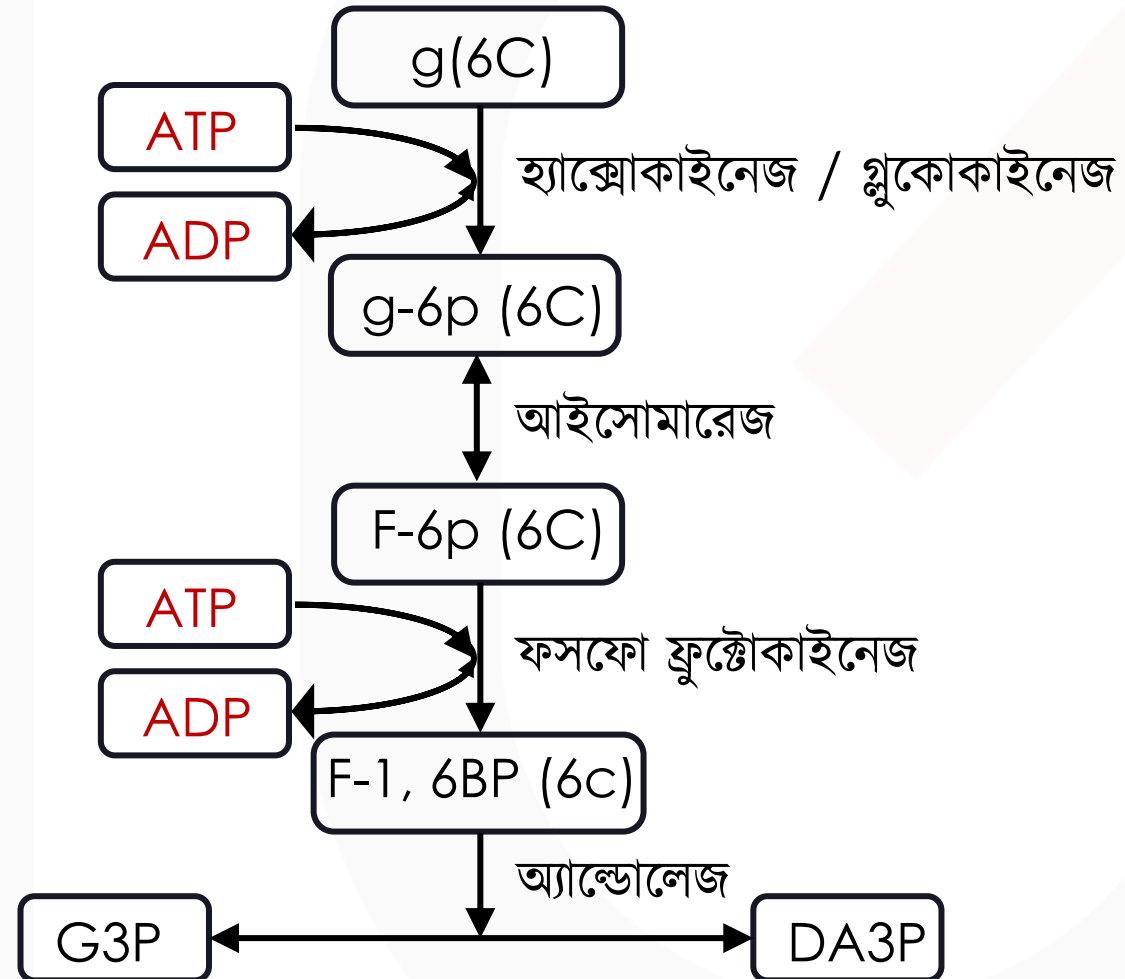 g(6C)
ATP
হ্যাক্সোকাইনেজ / গ্লুকোকাইনেজ
ADP
g-6p (6C)
আইসোমারেজ
F-6p (6C)
ATP
ফসফো ফ্রুক্টোকাইনেজ
ADP
F-1, 6BP (6c)
অ্যাল্ডোলেজ
G3P
DA3P